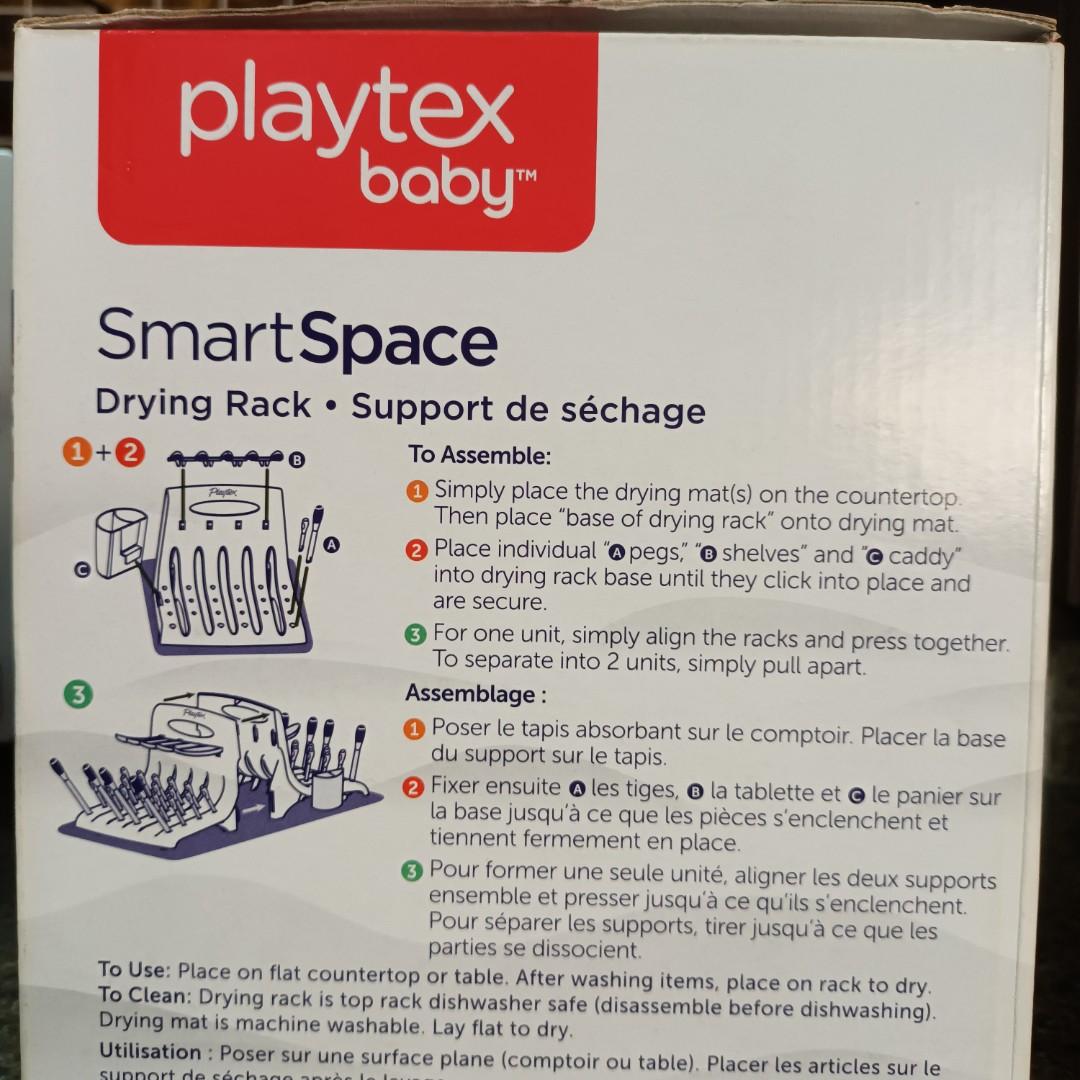 playtex
baby™
SmartSpace
Drying Rack • Support de séchage
1 + 2
B
Playtex
A
C
To Assemble:
1 Simply place the drying mat(s) on the countertop.
Then place “base of drying rack” onto drying mat.
2 Place individual “A pegs,” “B shelves” and “C caddy”
into drying rack base until they click into place and
are secure.
3 For one unit, simply align the racks and press together.
To separate into 2 units, simply pull apart.
3
Playtex
Assemblage :
1 Poser le tapis absorbant sur le comptoir. Placer la base
du support sur le tapis.
2 Fixer ensuite A les tiges, B la tablette et C le panier sur
la base jusqu’à ce que les pièces s’enclenchent et
tiennent fermement en place.
3 Pour former une seule unité, aligner les deux supports
ensemble et presser jusqu’à ce qu’ils s’enclenchent.
Pour séparer les supports, tirer jusqu’à ce que les
parties se dissocient.
To Use: Place on flat countertop or table. After washing items, place on rack to dry.
To Clean: Drying rack is top rack dishwasher safe (disassemble before dishwashing).
Drying mat is machine washable. Lay flat to dry.
Utilisation : Poser sur une surface plane (comptoir ou table). Placer les articles sur le
support de séchage après le